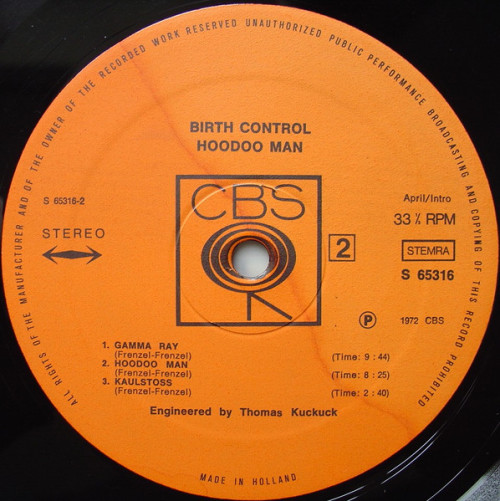 ALL RIGHTS OF THE MANUFACTURER AND OF THE OWNER OF THE RECORDED WORK RESERVED UNAUTHORIZED PUBLIC PERFORMANCE BROADCASTING AND COPYING OF THIS RECORD PROHIBITED
BIRTH CONTROL
HOODOO MAN
CBS
S 65316-2
STEREO
April/Intro
33 ⅓ RPM
2
STEMRA
S 65316
Ⓟ 1972 CBS
1. GAMMA RAY
(Frenzel-Frenzel) (Time: 9 : 44)
2. HOODOO MAN
(Frenzel-Frenzel) (Time: 8 : 25)
3. KAULSTOSS
(Frenzel-Frenzel) (Time: 2 : 40)
Engineered by Thomas Kuckuck
MADE IN HOLLAND